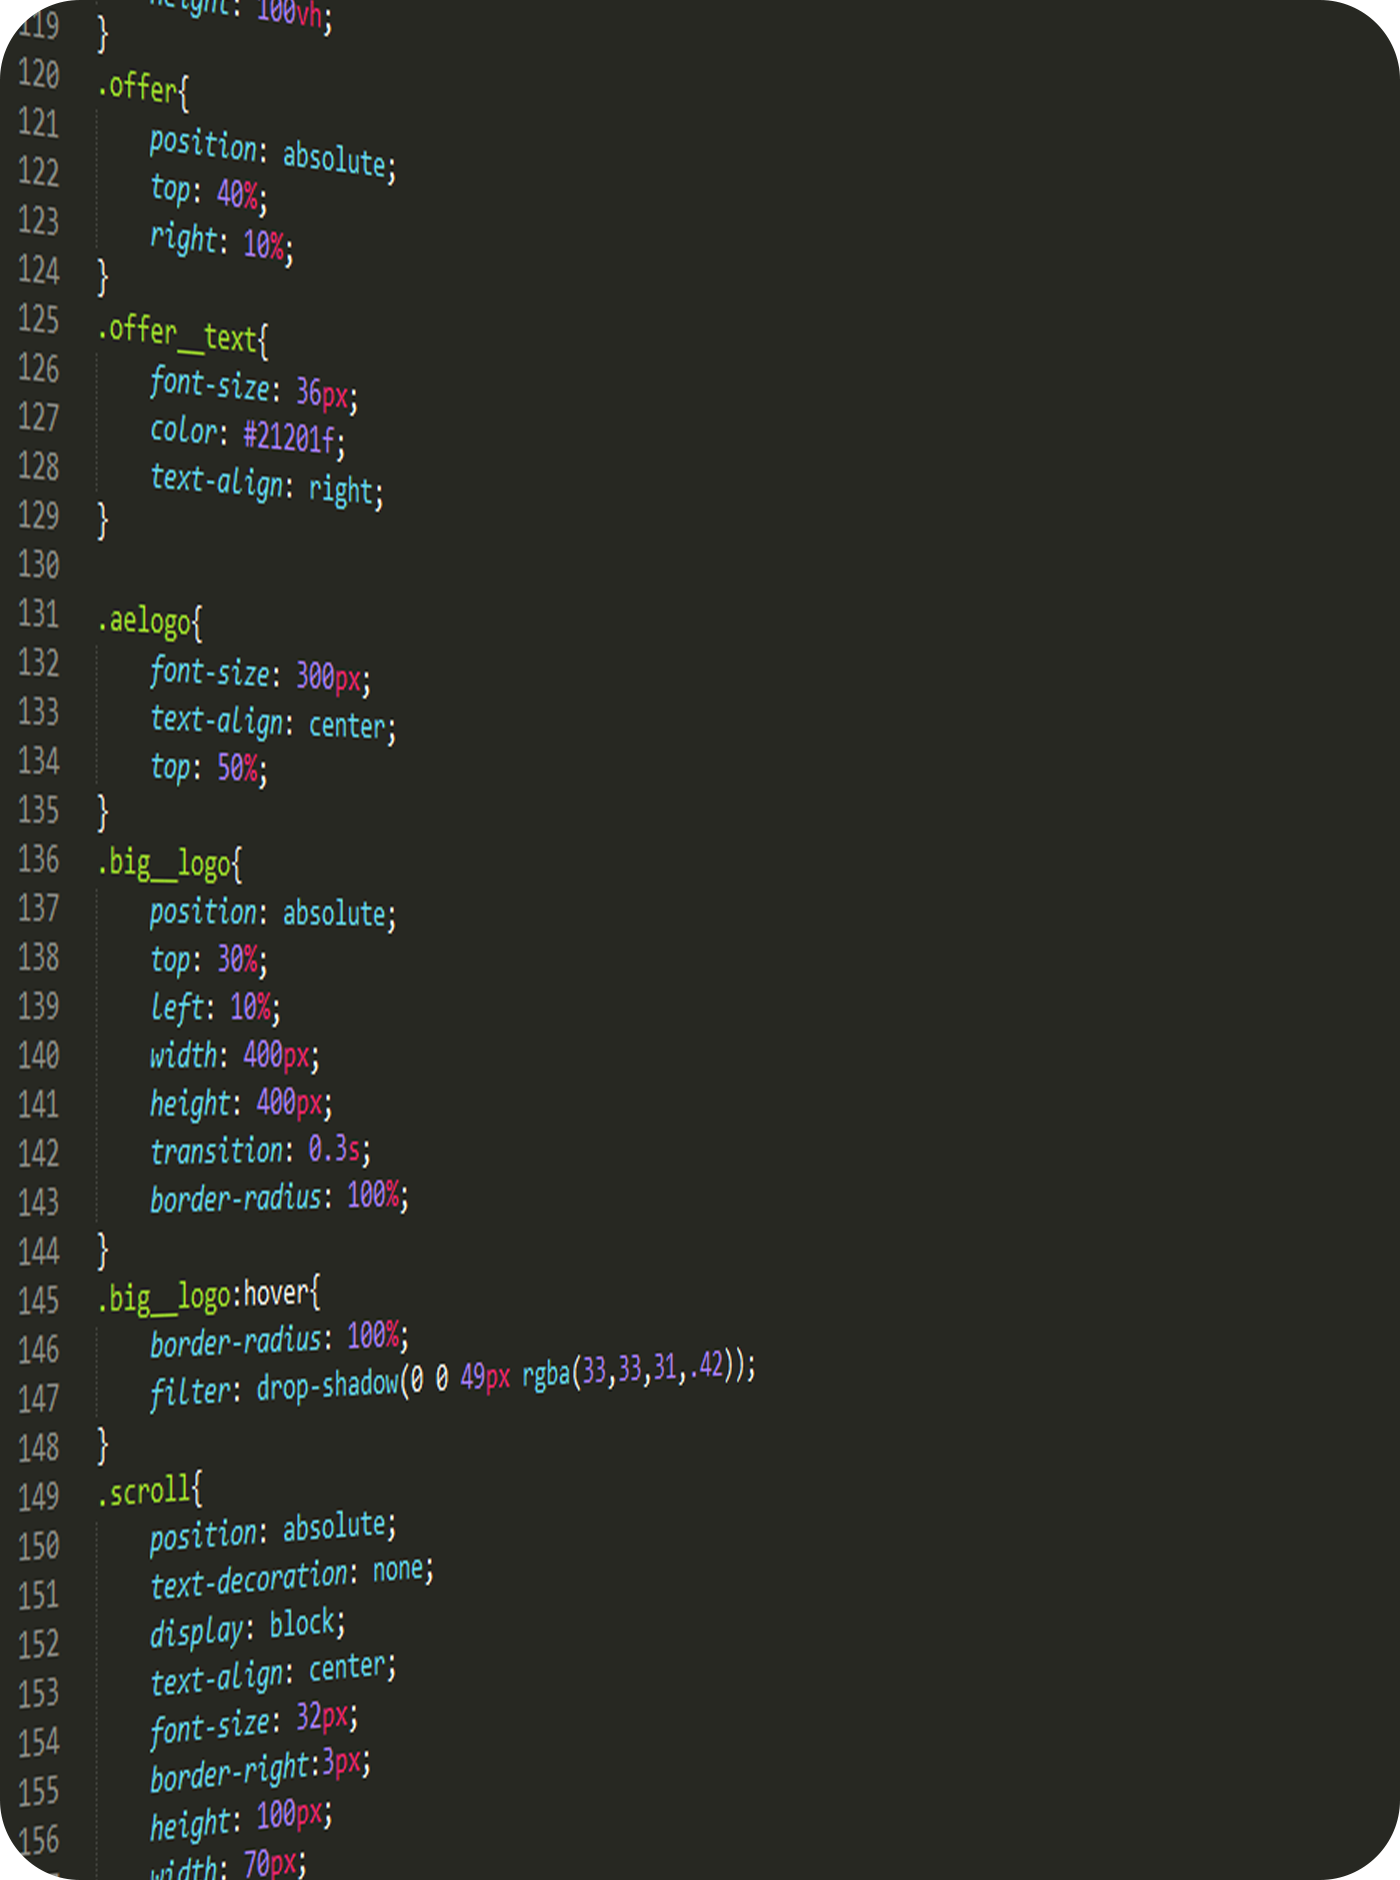 height: 100vh;
119 }
120 .offer{
121 position: absolute;
122 top: 40%;
123 right: 10%;
124 }
125 .offer__text{
126 font-size: 36px;
127 color: #21201f;
128 text-align: right;
129 }
130
131 .aelogo{
132 font-size: 300px;
133 text-align: center;
134 top: 50%;
135 }
136 .big__logo{
137 position: absolute;
138 top: 30%;
139 left: 10%;
140 width: 400px;
141 height: 400px;
142 transition: 0.3s;
143 border-radius: 100%;
144 }
145 .big__logo:hover{
146 border-radius: 100%;
147 filter: drop-shadow(0 0 49px rgba(33,33,31,.42));
148 }
149 .scroll{
150 position: absolute;
151 text-decoration: none;
152 display: block;
153 text-align: center;
154 font-size: 32px;
155 border-right:3px;
156 height: 100px;
width: 70px;